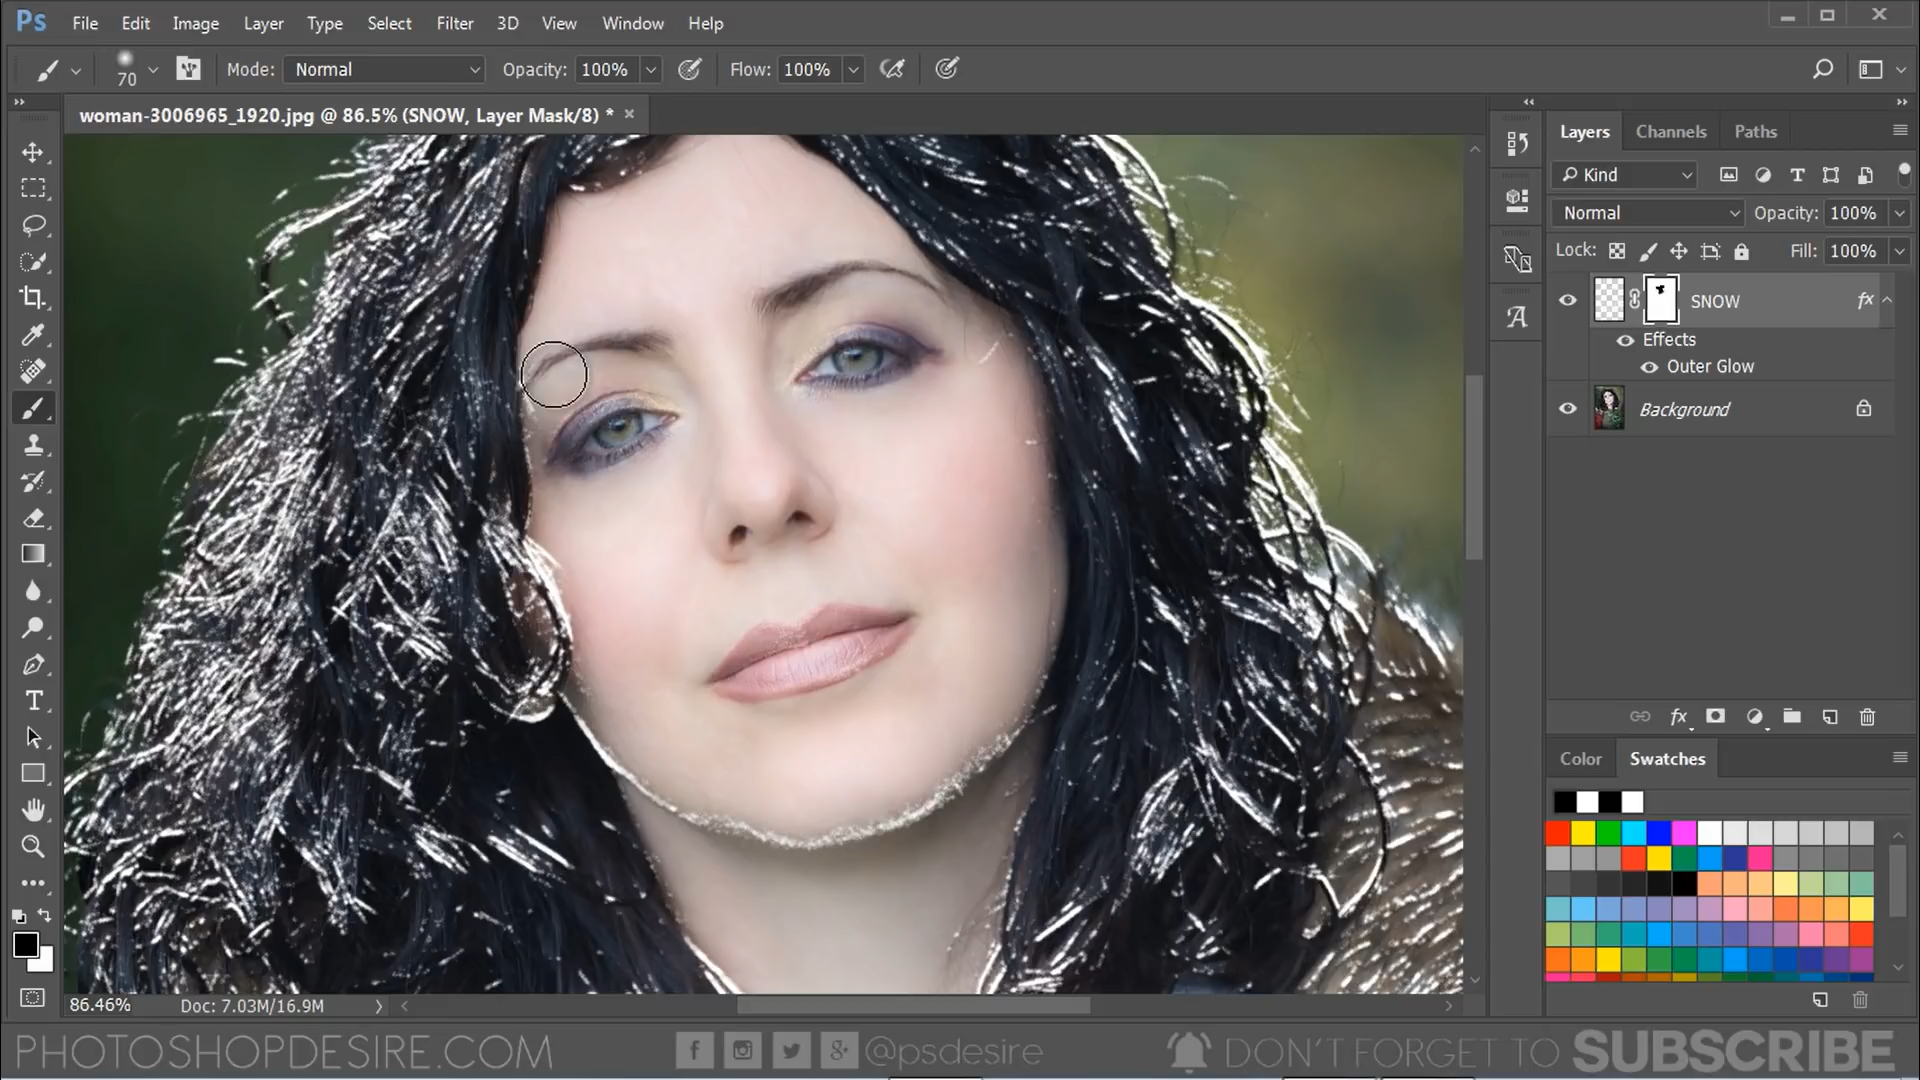 Ps File Edit Image Layer Type Select Filter 3D View Window Help
70 Mode: Normal Opacity: 100% Flow: 100%
woman-3006965_1920.jpg @ 86.5% (SNOW, Layer Mask/8) *
Layers Channels Paths
Kind
Normal Opacity: 100%
Lock: Fill: 100%
SNOW fx
Effects
Outer Glow
Background
fx
Color Swatches
86.46% Doc: 7.03M/16.9M
PHOTOSHOPDESIRE.COM @psdesire DON'T FORGET TO SUBSCRIBE